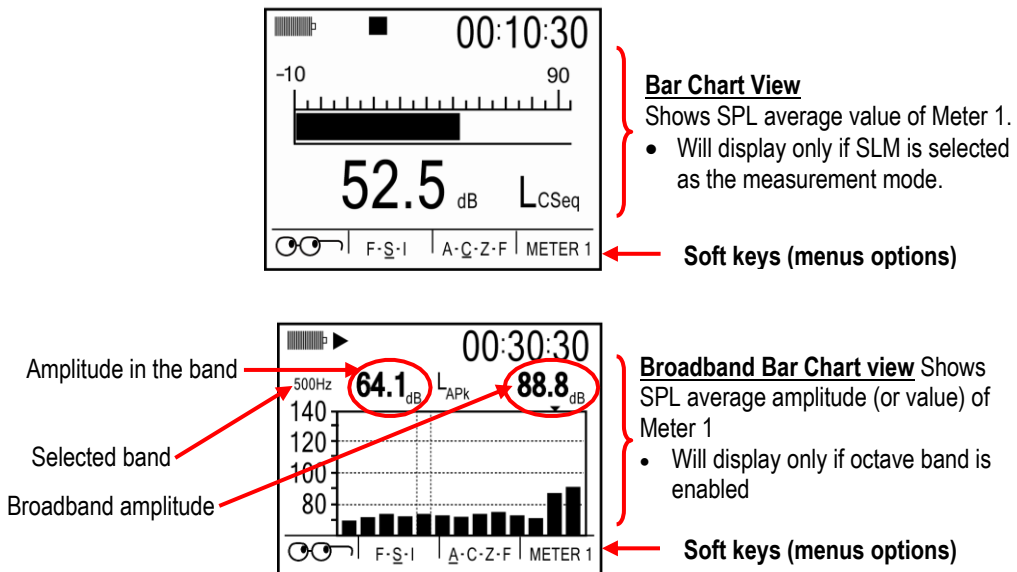 00:10:30
-10 90
52.5 dB LCSeq
F-S-I A-C-Z-F METER 1
Bar Chart View
Shows SPL average value of Meter 1.
• Will display only if SLM is selected
as the measurement mode.
Soft keys (menus options)
Amplitude in the band
Selected band
Broadband amplitude
00:30:30
500Hz 64.1 dB LAPk 88.8 dB
140
120
100
80
F-S-I A-C-Z-F METER 1
Broadband Bar Chart view Shows
SPL average amplitude (or value) of
Meter 1
• Will display only if octave band is
enabled
Soft keys (menus options)